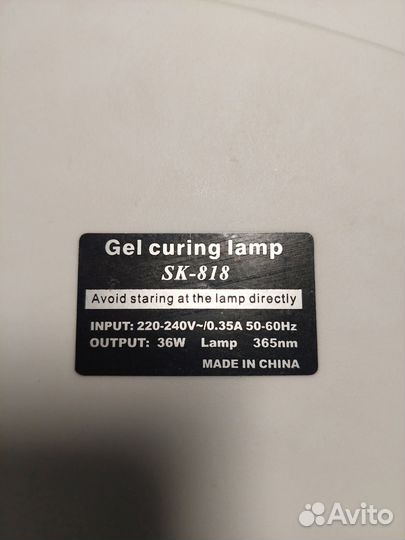 Gel curing lamp
SK-818
Avoid staring at the lamp directly
INPUT: 220-240V~/0.35A 50-60Hz
OUTPUT: 36W Lamp 365nm
MADE IN CHINA
Avito